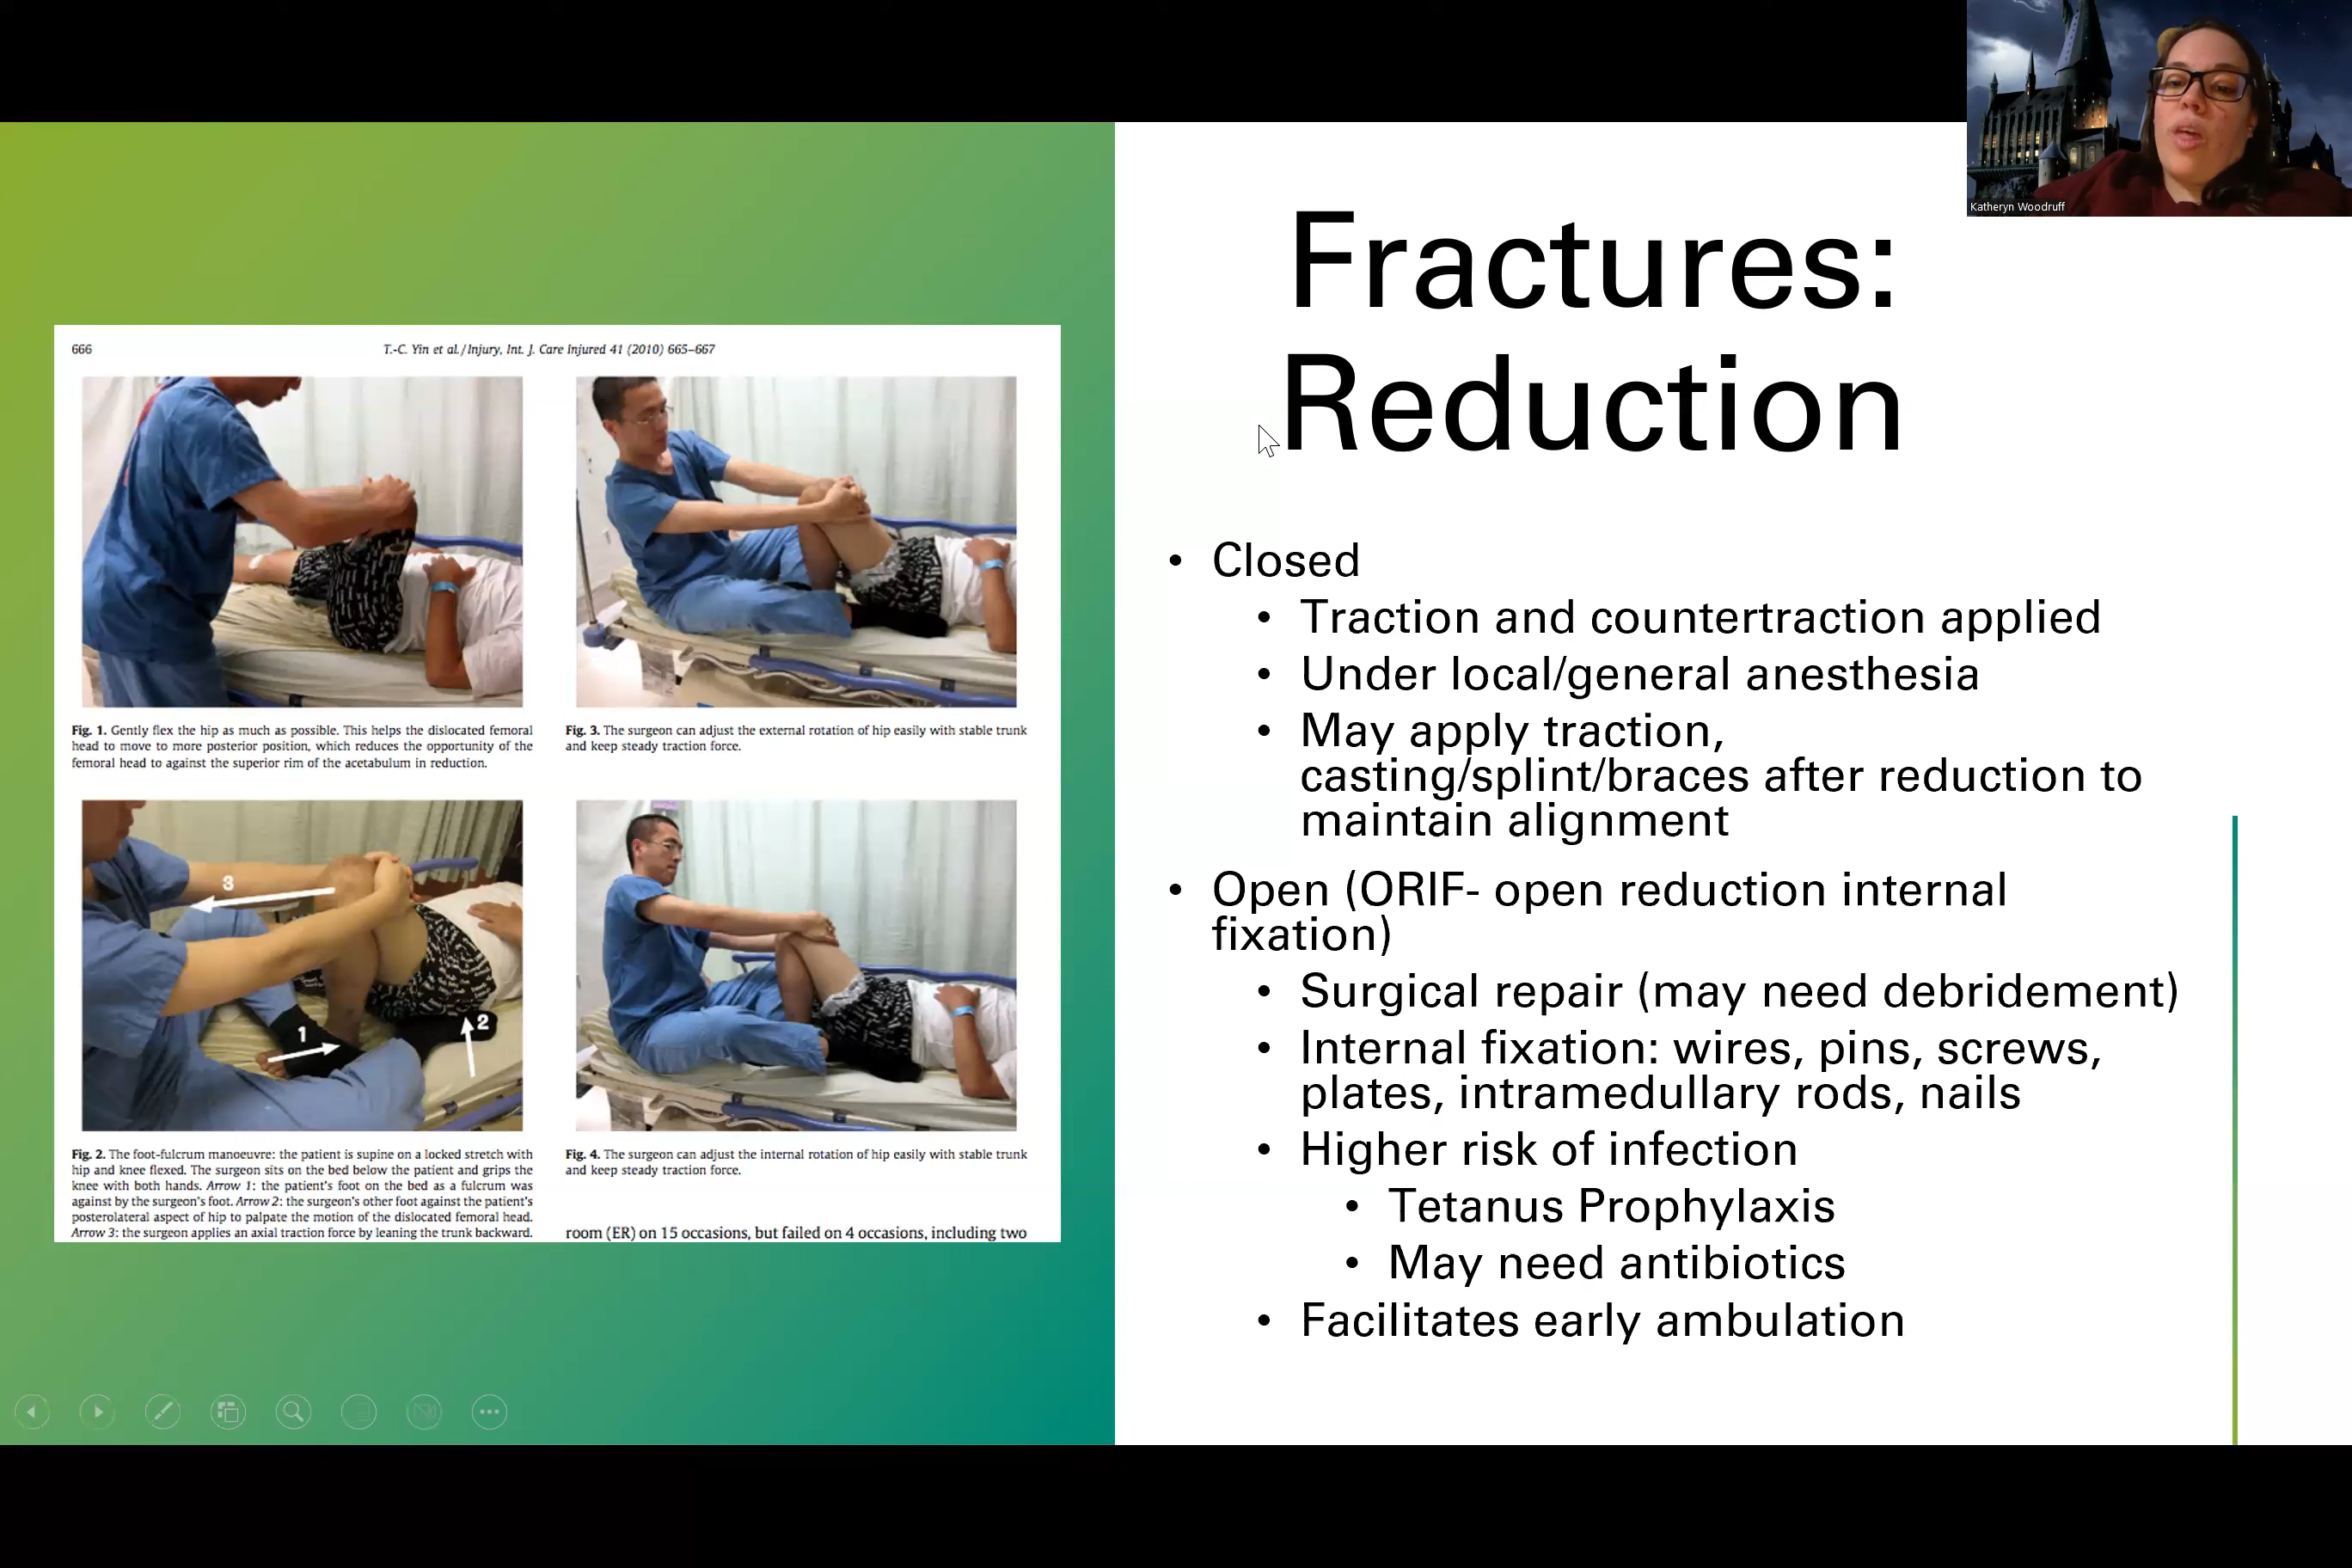 Katheryn Woodruff
Fractures:
Reduction
• Closed
• Traction and countertraction applied
• Under local/general anesthesia
• May apply traction,
casting/splint/braces after reduction to
maintain alignment
• Open (ORIF- open reduction internal
fixation)
• Surgical repair (may need debridement)
• Internal fixation: wires, pins, screws,
plates, intramedullary rods, nails
• Higher risk of infection
• Tetanus Prophylaxis
• May need antibiotics
• Facilitates early ambulation
666
T.-C. Yin et al. / Injury, Int. J. Care Injured 41 (2010) 665–667
Fig. 1. Gently flex the hip as much as possible. This helps the dislocated femoral
head to move to more posterior position, which reduces the opportunity of the
femoral head to against the superior rim of the acetabulum in reduction.
Fig. 3. The surgeon can adjust the external rotation of hip easily with stable trunk
and keep steady traction force.
3
1
2
Fig. 2. The foot-fulcrum manoeuvre: the patient is supine on a locked stretch with
hip and knee flexed. The surgeon sits on the bed below the patient and grips the
knee with both hands. Arrow 1: the patient's foot on the bed as a fulcrum was
against by the surgeon's foot. Arrow 2: the surgeon's other foot against the patient's
posterolateral aspect of hip to palpate the motion of the dislocated femoral head.
Arrow 3: the surgeon applies an axial traction force by leaning the trunk backward.
Fig. 4. The surgeon can adjust the internal rotation of hip easily with stable trunk
and keep steady traction force.
room (ER) on 15 occasions, but failed on 4 occasions, including two